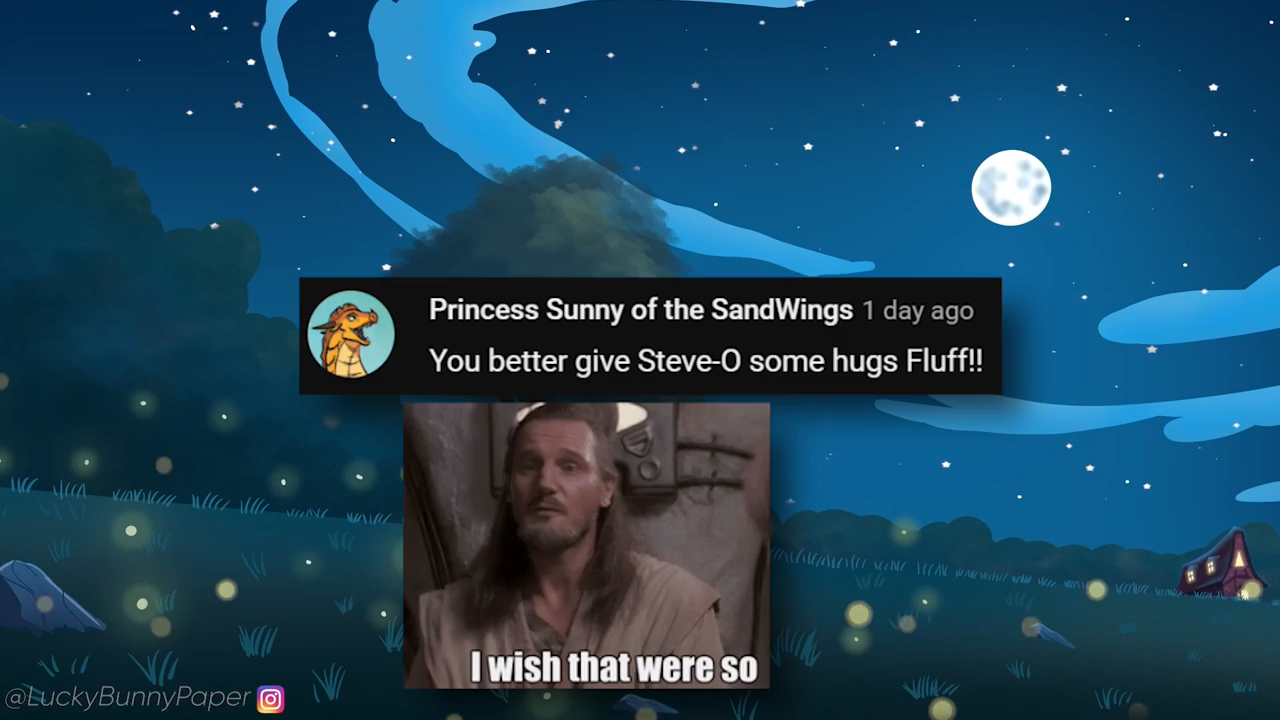 Princess Sunny of the SandWings 1 day ago
You better give Steve-O some hugs Fluff!!
I wish that were so
@LuckyBunnyPaper